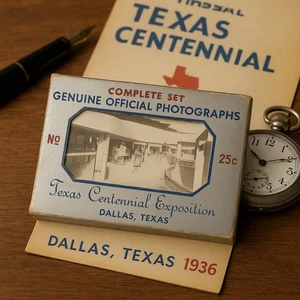 TEXAS
CENTENNIAL
COMPLETE SET
GENUINE OFFICIAL PHOTOGRAPHS
Nº
25c
Texas Centennial Exposition
DALLAS, TEXAS
DALLAS, TEXAS 1936